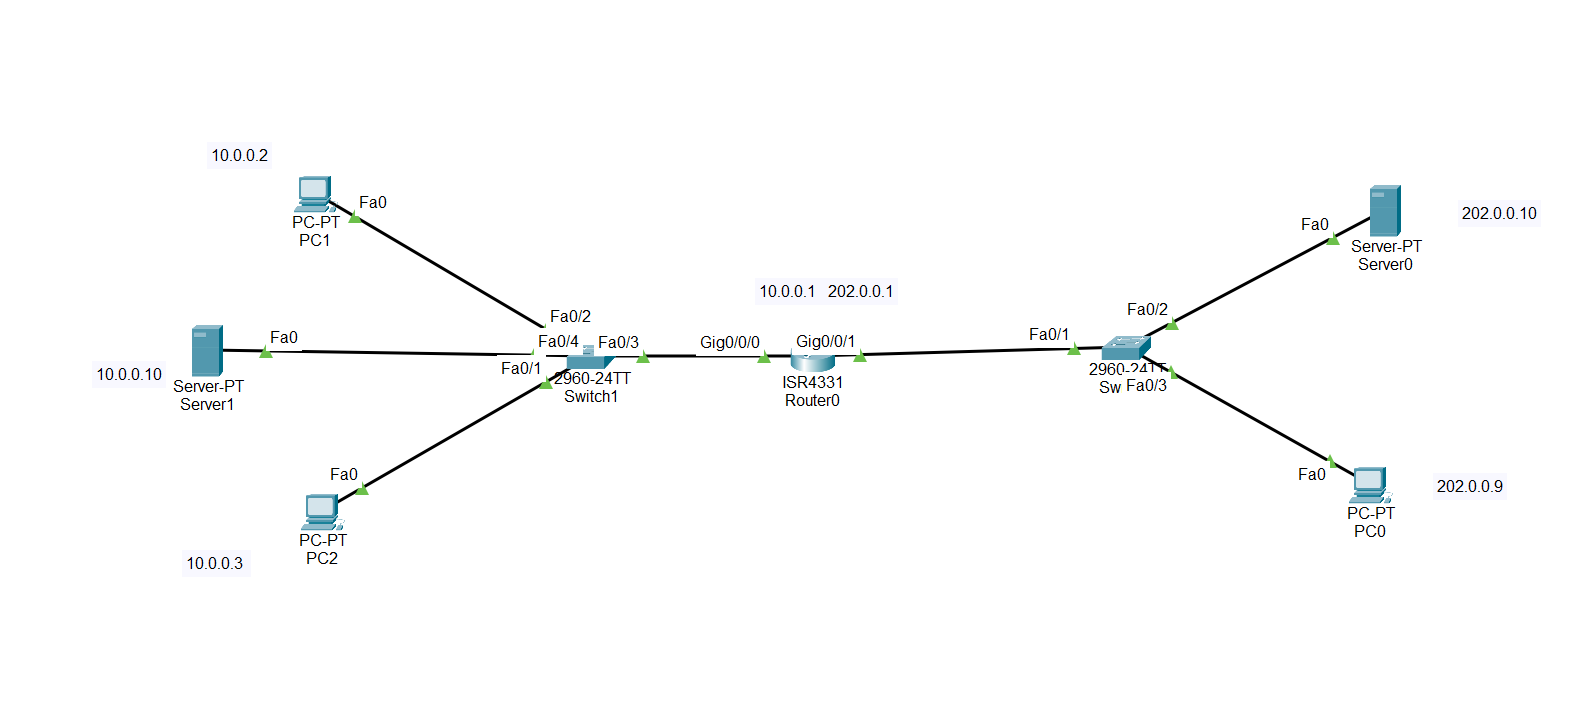 10.0.0.2
Fa0
PC-PT
PC1
202.0.0.10
Fa0
Server-PT
Server0
10.0.0.1 202.0.0.1
Fa0/2
Fa0/2
Fa0
Fa0/4
Fa0/3
Gig0/0/0
Gig0/0/1
Fa0/1
Fa0/1
10.0.0.10
Server-PT
Server1
2960-24TT
Switch1
ISR4331
Router0
2960-24TT
Sw Fa0/3
Fa0
PC-PT
PC2
10.0.0.3
Fa0
202.0.0.9
PC-PT
PC0